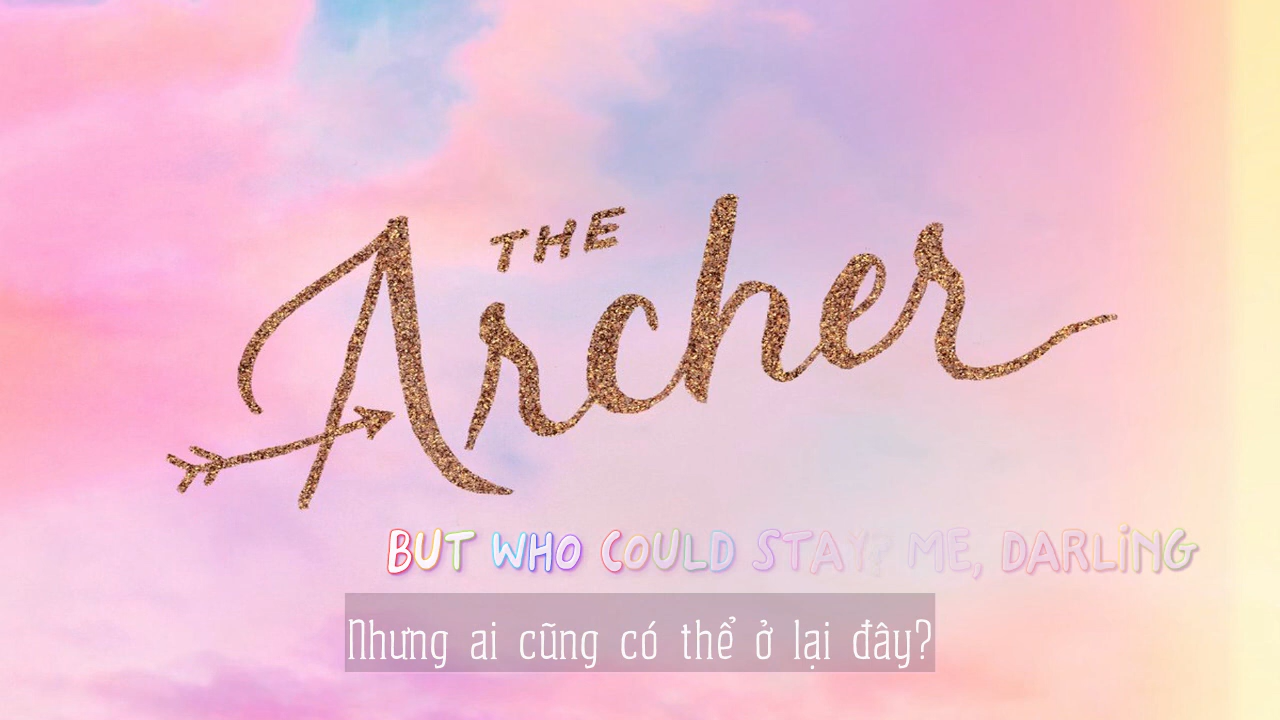 THE
Archer
BUT WHO COULD STAY? ME, DARLING
Nhưng ai cũng có thể ở lại đây?